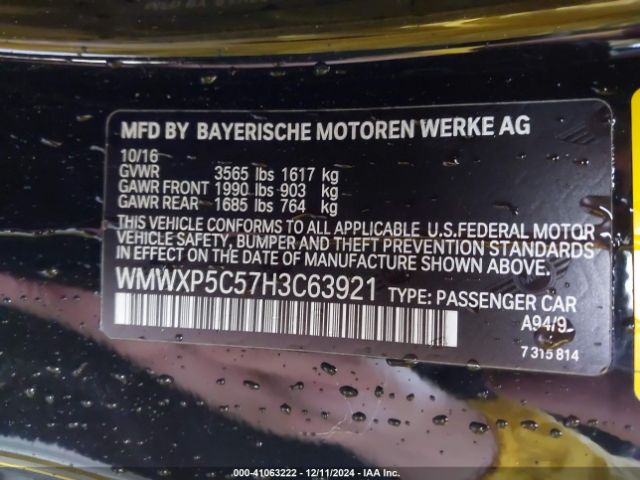 MFD BY BAYERISCHE MOTOREN WERKE AG
10/16
GVWR 3565 lbs 1617 kg
GAWR FRONT 1990 lbs 903 kg
GAWR REAR 1685 lbs 764 kg
THIS VEHICLE CONFORMS TO ALL APPLICABLE U.S.FEDERAL MOTOR
VEHICLE SAFETY, BUMPER AND THEFT PREVENTION STANDARDS
IN EFFECT ON THE DATE OF MANUFACTURE SHOWN ABOVE.
WMWXP5C57H3C63921 TYPE: PASSENGER CAR
A94/9
7 315 814
000-41063222 - 12/11/2024 - IAA Inc.